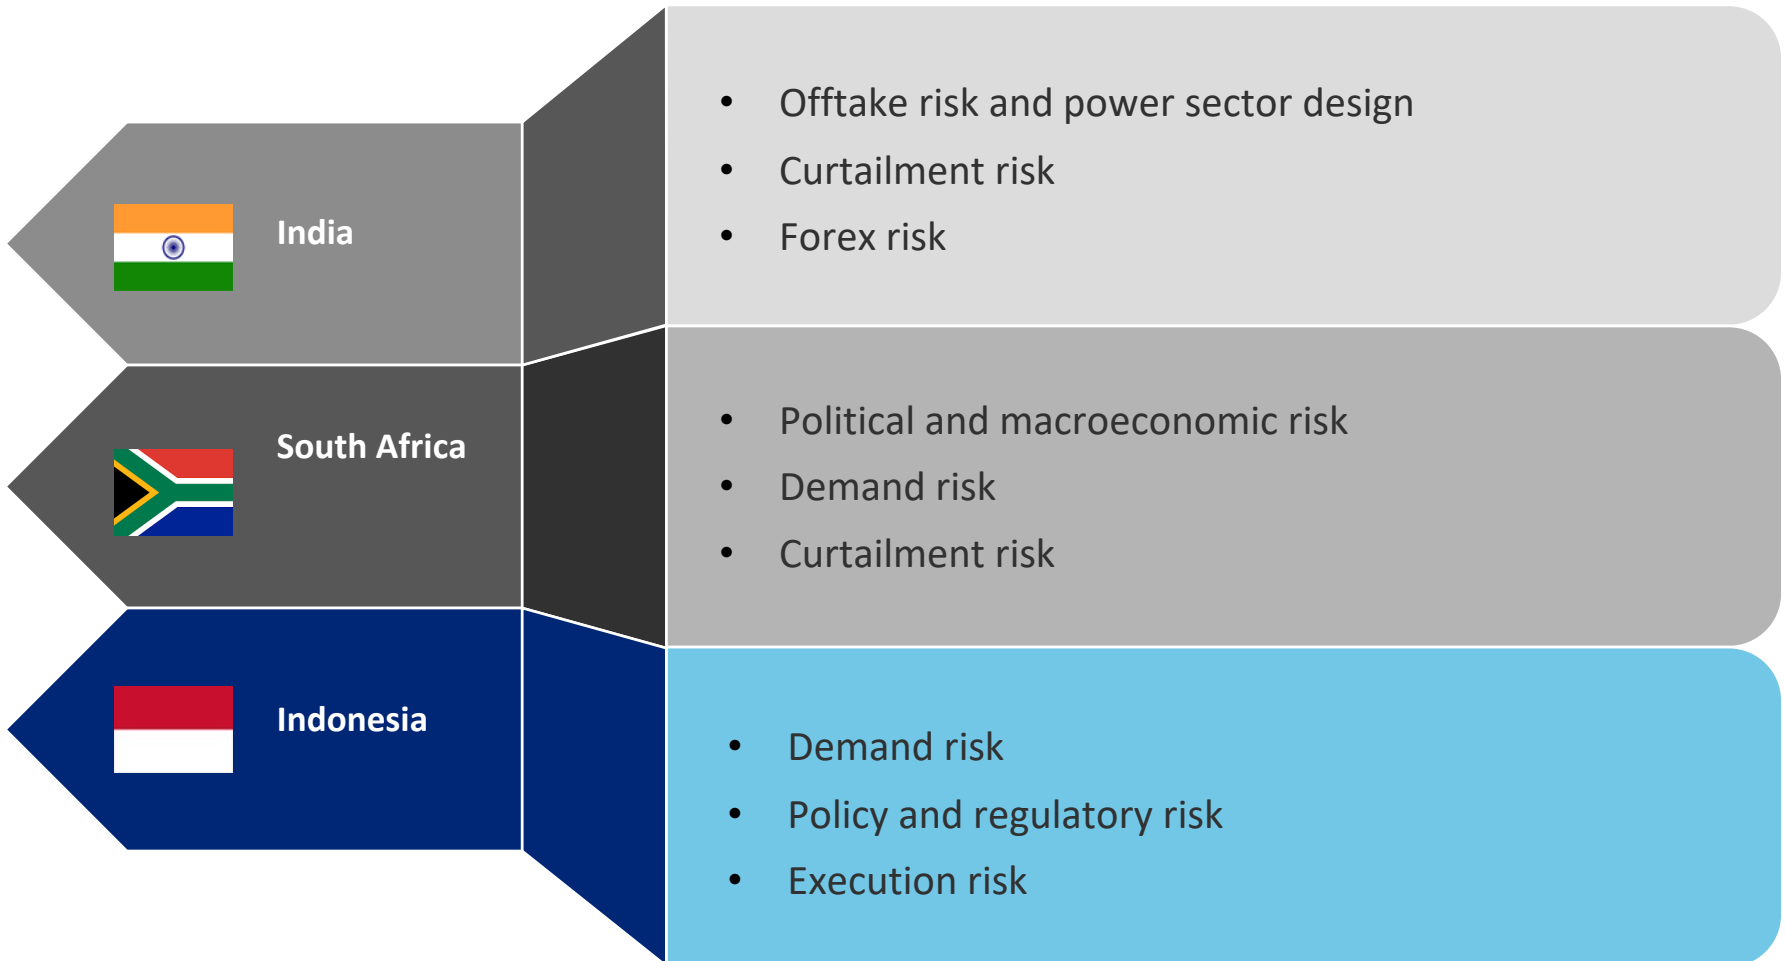 India
• Offtake risk and power sector design
• Curtailment risk
• Forex risk
South Africa
• Political and macroeconomic risk
• Demand risk
• Curtailment risk
Indonesia
• Demand risk
• Policy and regulatory risk
• Execution risk